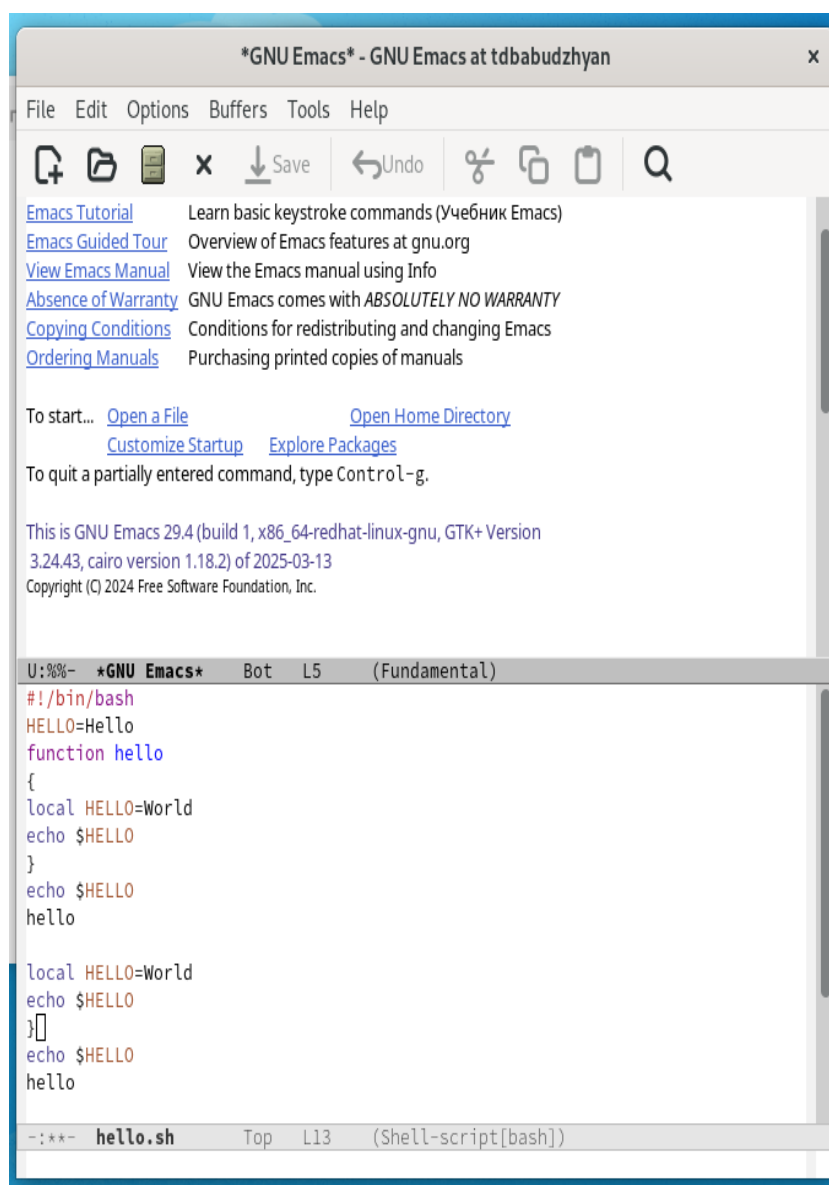 *GNU Emacs* - GNU Emacs at tdbabudzhyan
File Edit Options Buffers Tools Help
Save Undo
Emacs Tutorial Learn basic keystroke commands (Учебник Emacs)
Emacs Guided Tour Overview of Emacs features at gnu.org
View Emacs Manual View the Emacs manual using Info
Absence of Warranty GNU Emacs comes with ABSOLUTELY NO WARRANTY
Copying Conditions Conditions for redistributing and changing Emacs
Ordering Manuals Purchasing printed copies of manuals
To start... Open a File Open Home Directory
Customize Startup Explore Packages
To quit a partially entered command, type Control-g.
This is GNU Emacs 29.4 (build 1, x86_64-redhat-linux-gnu, GTK+ Version
3.24.43, cairo version 1.18.2) of 2025-03-13
Copyright (C) 2024 Free Software Foundation, Inc.
U:%%- *GNU Emacs* Bot L5 (Fundamental)
#!/bin/bash
HELLO=Hello
function hello
{
local HELLO=World
echo $HELLO
}
echo $HELLO
hello
local HELLO=World
echo $HELLO
}
echo $HELLO
hello
-:**- hello.sh Top L13 (Shell-script[bash])